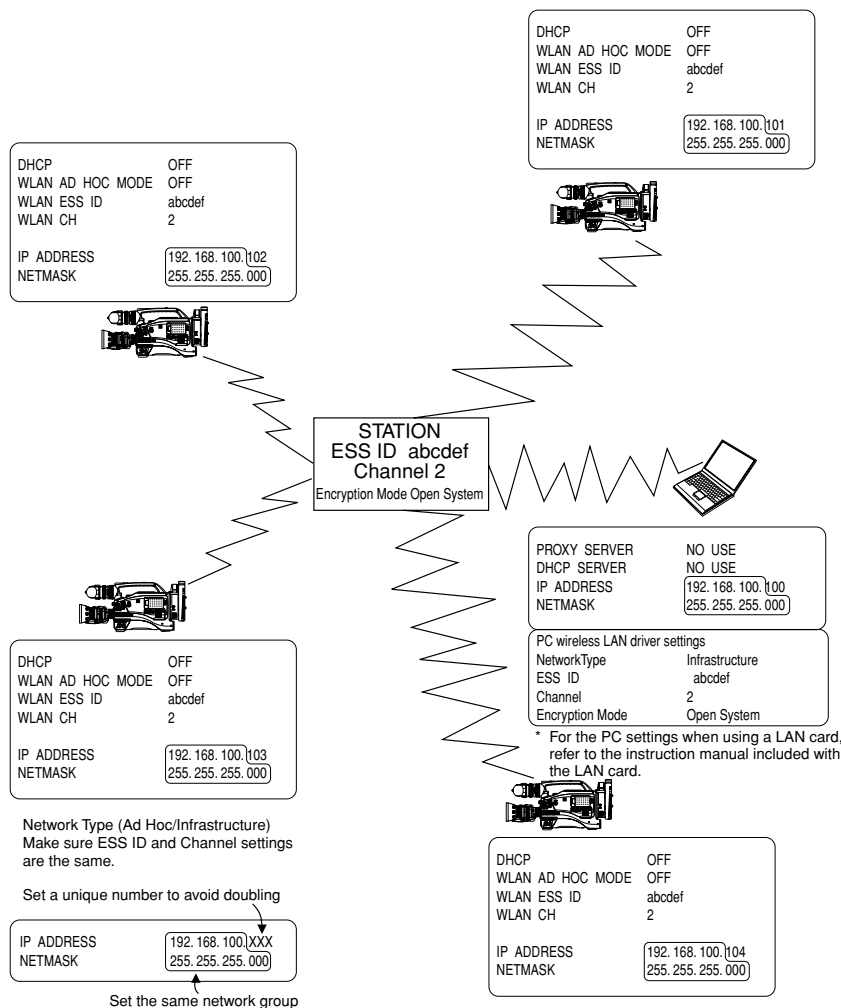 DHCP OFF
WLAN AD HOC MODE OFF
WLAN ESS ID abcdef
WLAN CH 2
IP ADDRESS 192. 168. 100. 101
NETMASK 255. 255. 255. 000
DHCP OFF
WLAN AD HOC MODE OFF
WLAN ESS ID abcdef
WLAN CH 2
IP ADDRESS 192. 168. 100. 102
NETMASK 255. 255. 255. 000
STATION
ESS ID abcdef
Channel 2
Encryption Mode Open System
PROXY SERVER NO USE
DHCP SERVER NO USE
IP ADDRESS 192. 168. 100. 100
NETMASK 255. 255. 255. 000
PC wireless LAN driver settings
NetworkType Infrastructure
ESS ID abcdef
Channel 2
Encryption Mode Open System
* For the PC settings when using a LAN card,
refer to the instruction manual included with
the LAN card.
DHCP OFF
WLAN AD HOC MODE OFF
WLAN ESS ID abcdef
WLAN CH 2
IP ADDRESS 192. 168. 100. 103
NETMASK 255. 255. 255. 000
Network Type (Ad Hoc/Infrastructure)
Make sure ESS ID and Channel settings
are the same.
Set a unique number to avoid doubling
IP ADDRESS 192. 168. 100. XXX
NETMASK 255. 255. 255. 000
Set the same network group
DHCP OFF
WLAN AD HOC MODE OFF
WLAN ESS ID abcdef
WLAN CH 2
IP ADDRESS 192. 168. 100. 104
NETMASK 255. 255. 255. 000